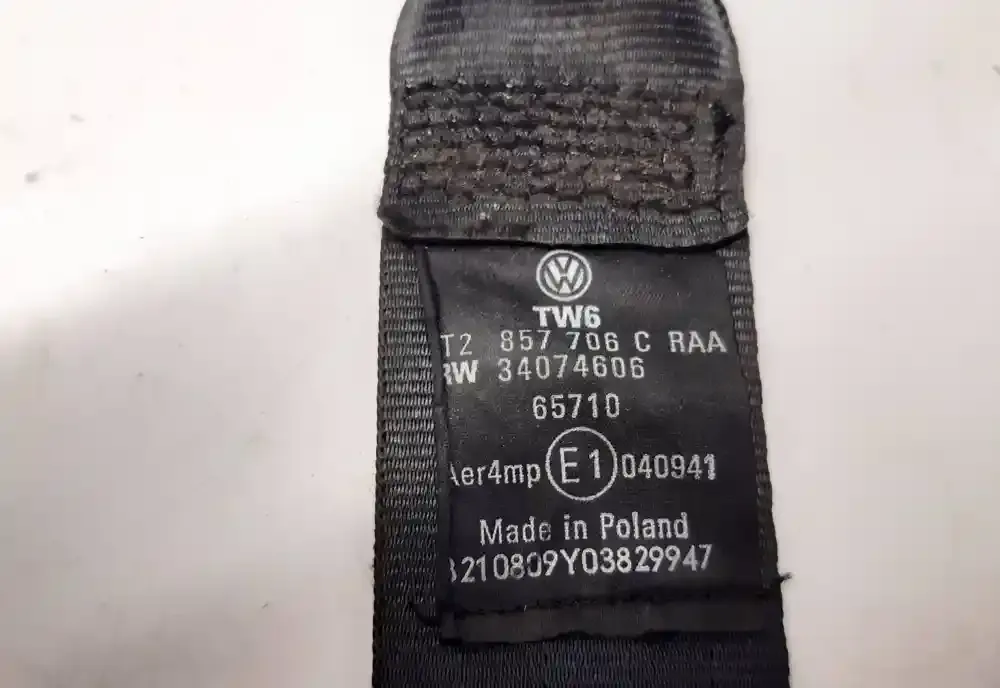 TW6
T2 857 706 C RAA
RW 34074606
65710
Aer4mp E1 040941
Made in Poland
210809Y03829947